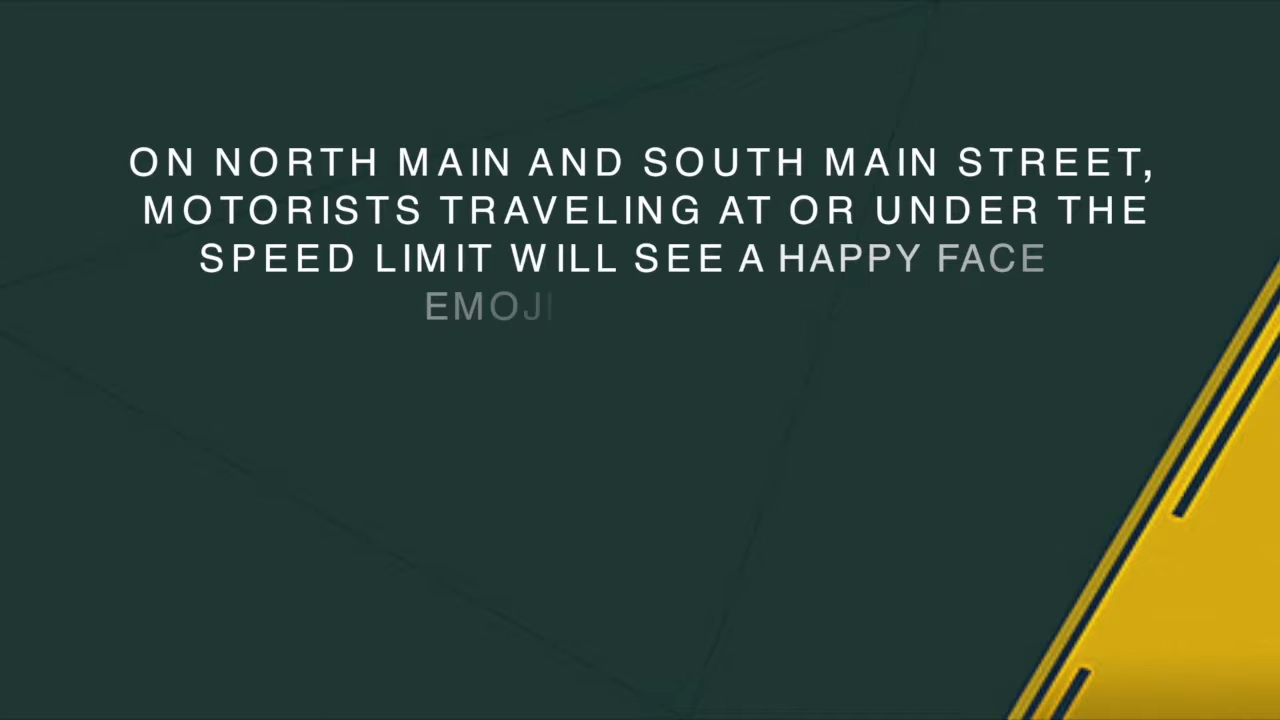 ON NORTH MAIN AND SOUTH MAIN STREET,
MOTORISTS TRAVELING AT OR UNDER THE
SPEED LIMIT WILL SEE A HAPPY FACE
EMOJI